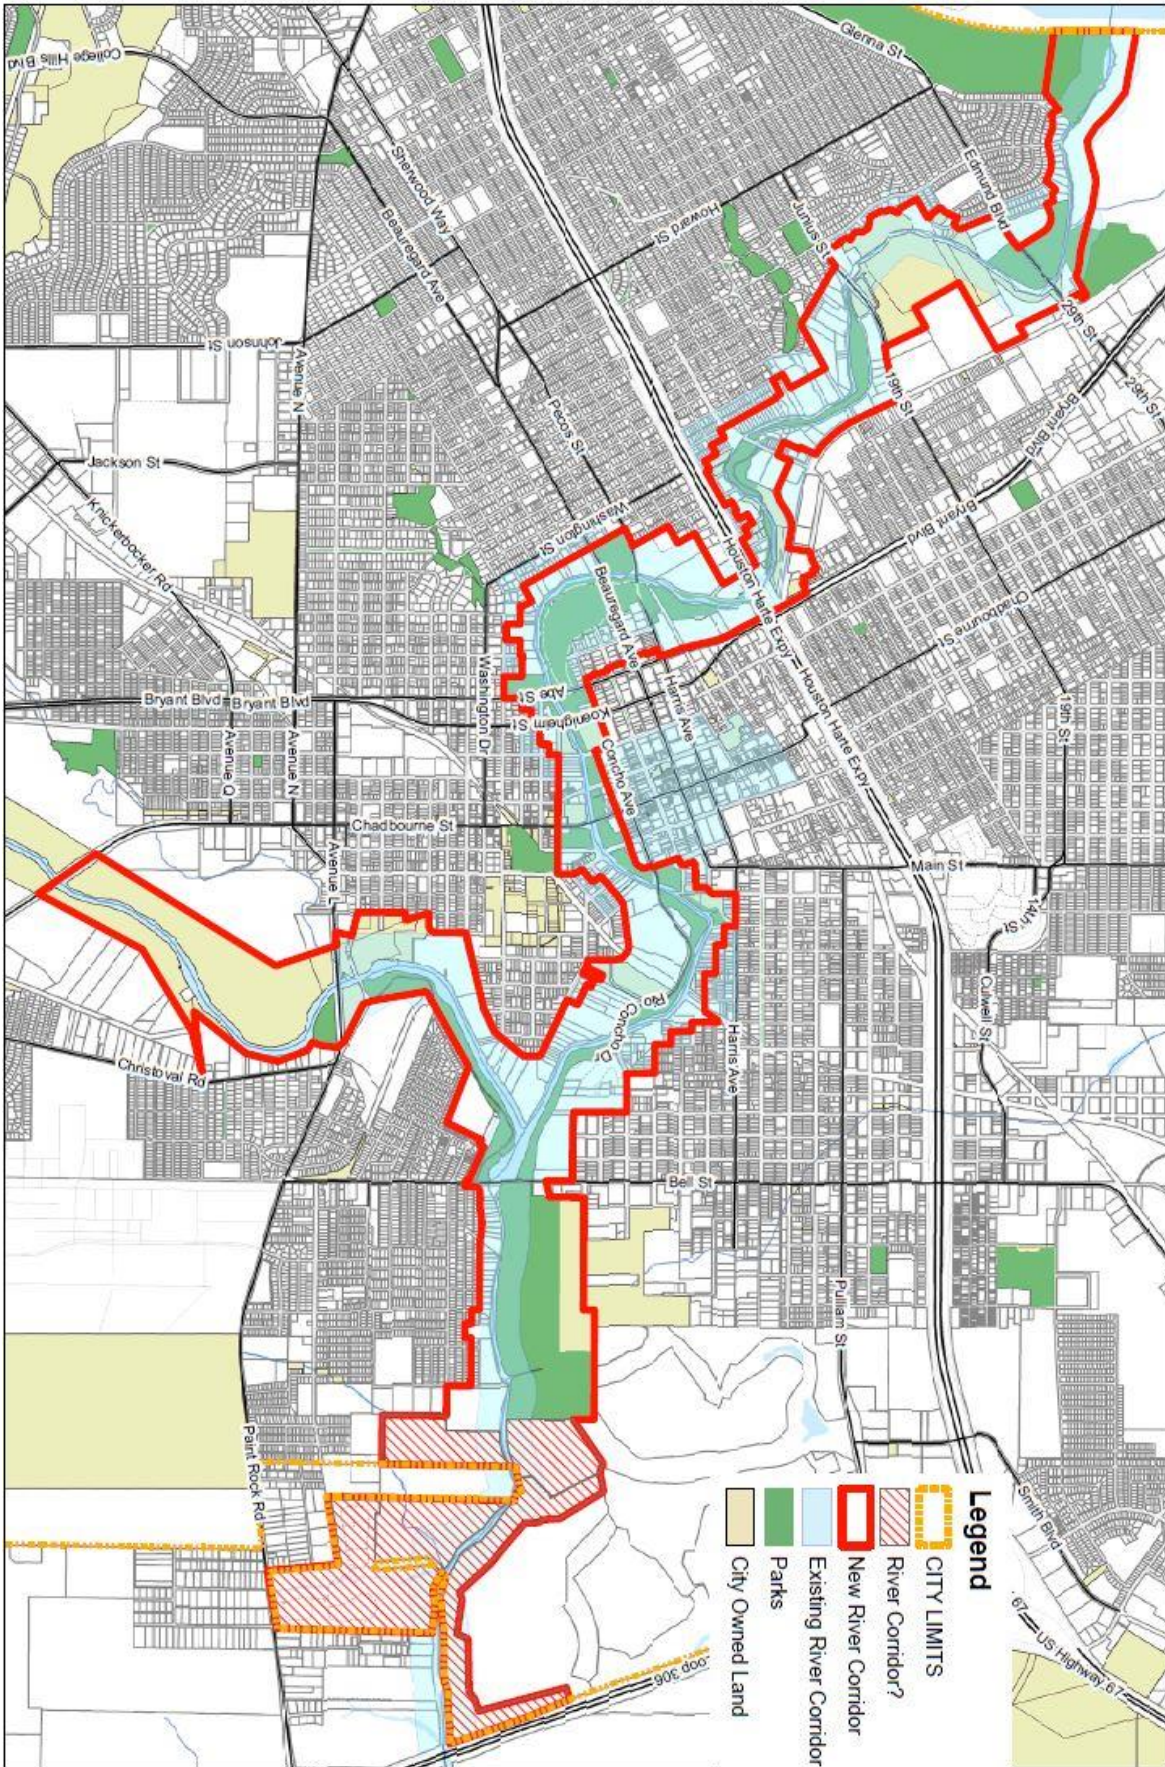 Glenna St
College Hills Blvd
Sherwood Way
Beauregard Ave
Howard St
Junius St
Edmund Blvd
29th St
29th St
19th St
Bryant Blvd
Bryant Blvd
Johnson St
Avenue N
Pecos St
Jackson St
Knickerbocker Rd
Washington St
Houston Harte Expy
Houston Harte Expy
Chadbourne St
19th St
Beauregard Ave
Harris Ave
Abe St
Koenigheim St
Washington Dr
Concho Ave
Bryant Blvd
Bryant Blvd
Avenue Q
Avenue N
Chadbourne St
Avenue L
Main St
14th St
Culwell St
Rio Concho Dr
Harris Ave
Christoval Rd
Bell St
Pulliam St
Paint Rock Rd
Smith Blvd
67
US Highway 67
Loop 306
Legend
CITY LIMITS
River Corridor?
New River Corridor
Existing River Corridor
Parks
City Owned Land